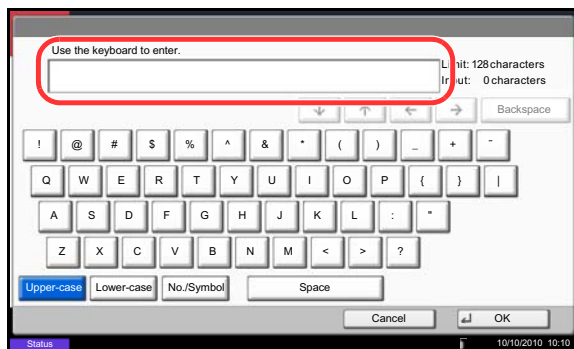 Use the keyboard to enter.
Limit: 128 characters
Input: 0 characters
Backspace
! @ # $ % ^ & * ( ) _ + ~
Q W E R T Y U I O P { } |
A S D F G H J K L : "
Z X C V B N M < > ?
Upper-case Lower-case No./Symbol Space
Cancel OK
Status 10/10/2010 10:10